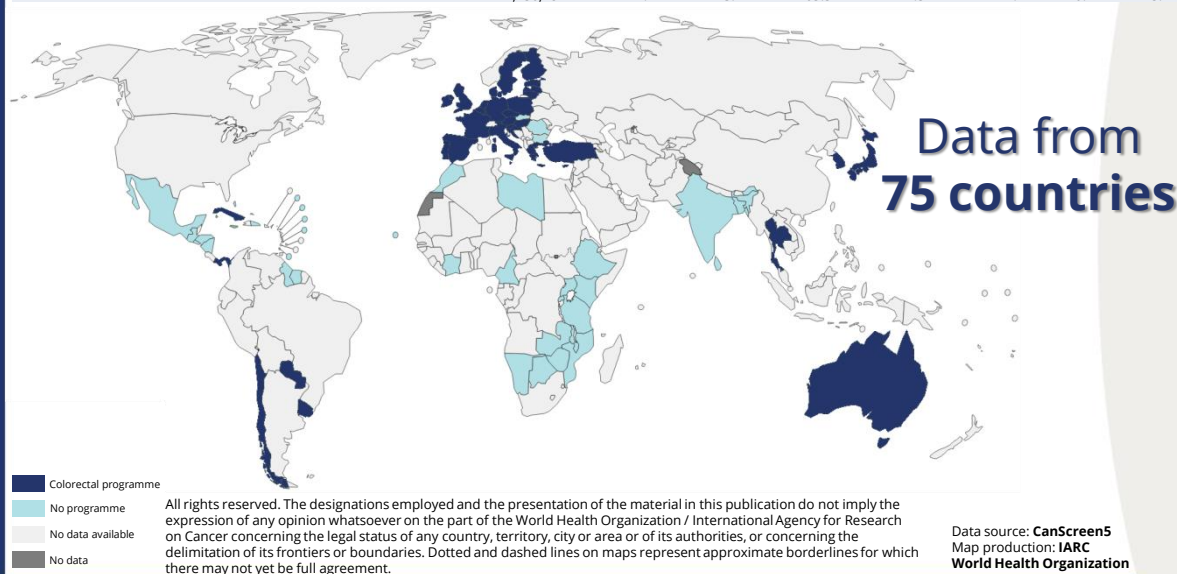 Data from
75 countries
Colorectal programme
No programme
No data available
No data
All rights reserved. The designations employed and the presentation of the material in this publication do not imply the
expression of any opinion whatsoever on the part of the World Health Organization / International Agency for Research
on Cancer concerning the legal status of any country, territory, city or area or of its authorities, or concerning the
delimitation of its frontiers or boundaries. Dotted and dashed lines on maps represent approximate borderlines for which
there may not yet be full agreement.
Data source: CanScreen5
Map production: IARC
World Health Organization